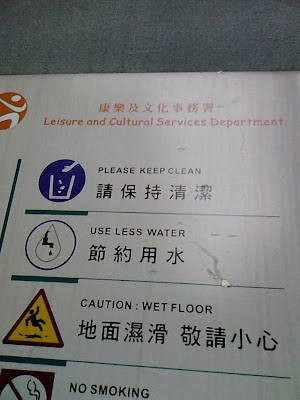 康樂及文化事務署
Leisure and Cultural Services Department
PLEASE KEEP CLEAN
請保持清潔
USE LESS WATER
節約用水
CAUTION : WET FLOOR
地面濕滑 敬請小心
NO SMOKING